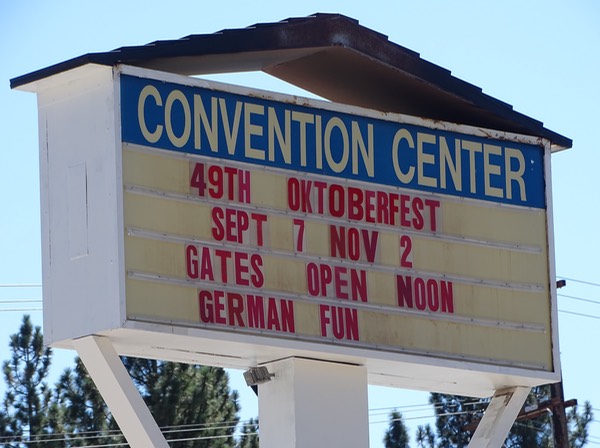 CONVENTION CENTER
49TH OKTOBERFEST
SEPT 7 NOV 2
GATES OPEN NOON
GERMAN FUN